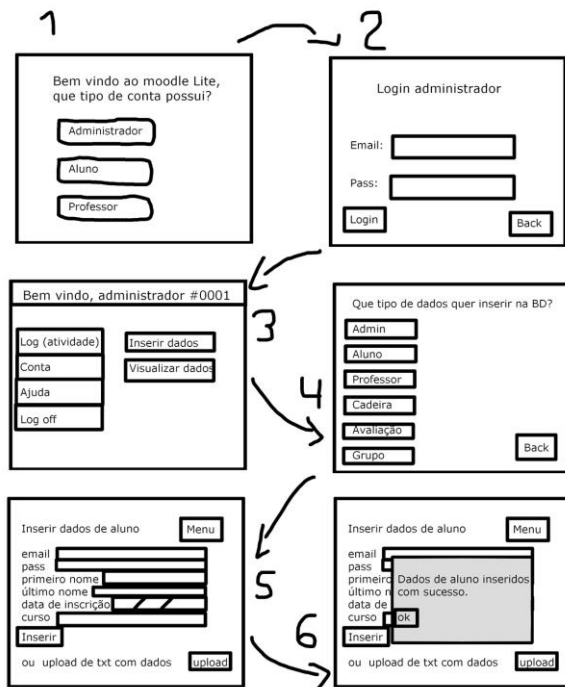 1
2
Bem vindo ao moodle Lite,
que tipo de conta possui?
Administrador
Aluno
Professor
Login administrador
Email:
Pass:
Login
Back
Bem vindo, administrador #0001
3
Log (atividade)
Conta
Ajuda
Log off
Inserir dados
Visualizar dados
4
Que tipo de dados quer inserir na BD?
Admin
Aluno
Professor
Cadeira
Avaliação
Grupo
Back
Inserir dados de aluno
Menu
email
pass
primeiro nome
último nome
data de inscrição
/ /
curso
Inserir
ou upload de txt com dados
upload
5
6
Inserir dados de aluno
Menu
email
pass
primeiro
último n
data de
curso
Dados de aluno inseridos
com sucesso.
ok
Inserir
ou upload de txt com dados
upload